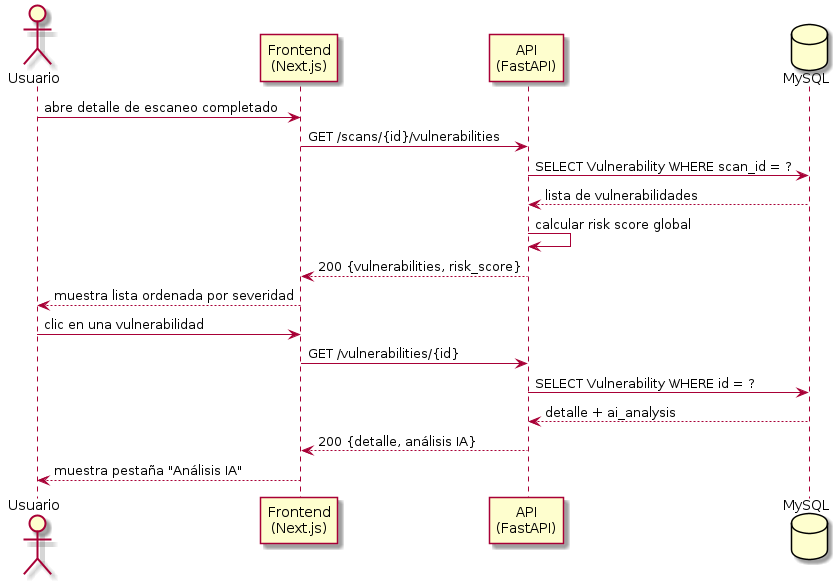 Usuario
Frontend
(Next.js)
API
(FastAPI)
MySQL
abre detalle de escaneo completado
GET /scans/{id}/vulnerabilities
SELECT Vulnerability WHERE scan_id = ?
lista de vulnerabilidades
calcular risk score global
200 {vulnerabilities, risk_score}
muestra lista ordenada por severidad
clic en una vulnerabilidad
GET /vulnerabilities/{id}
SELECT Vulnerability WHERE id = ?
detalle + ai_analysis
200 {detalle, análisis IA}
muestra pestaña "Análisis IA"
Usuario
Frontend
(Next.js)
API
(FastAPI)
MySQL